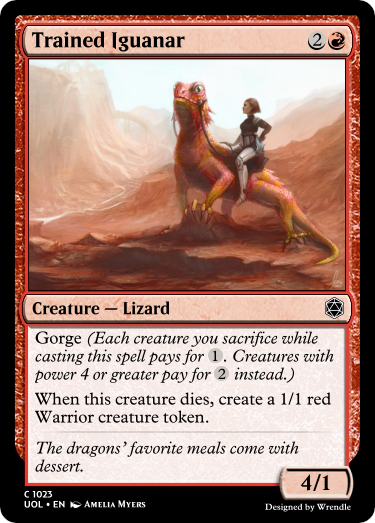 Trained Iguanar 2
Creature — Lizard
Gorge (Each creature you sacrifice while
casting this spell pays for 1. Creatures with
power 4 or greater pay for 2 instead.)
When this creature dies, create a 1/1 red
Warrior creature token.
The dragons' favorite meals come with
dessert.
4/1
C 1023
UOL • EN Amelia Myers
Designed by Wrendle